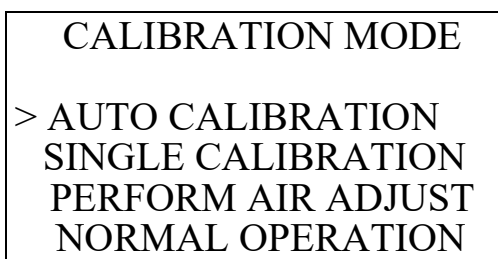 CALIBRATION MODE
> AUTO CALIBRATION
SINGLE CALIBRATION
PERFORM AIR ADJUST
NORMAL OPERATION